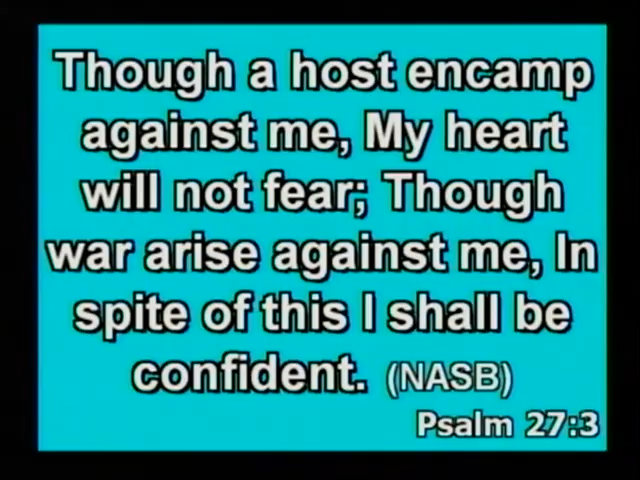 Though a host encamp
against me, My heart
will not fear; Though
war arise against me, In
spite of this I shall be
confident. (NASB)
Psalm 27:3